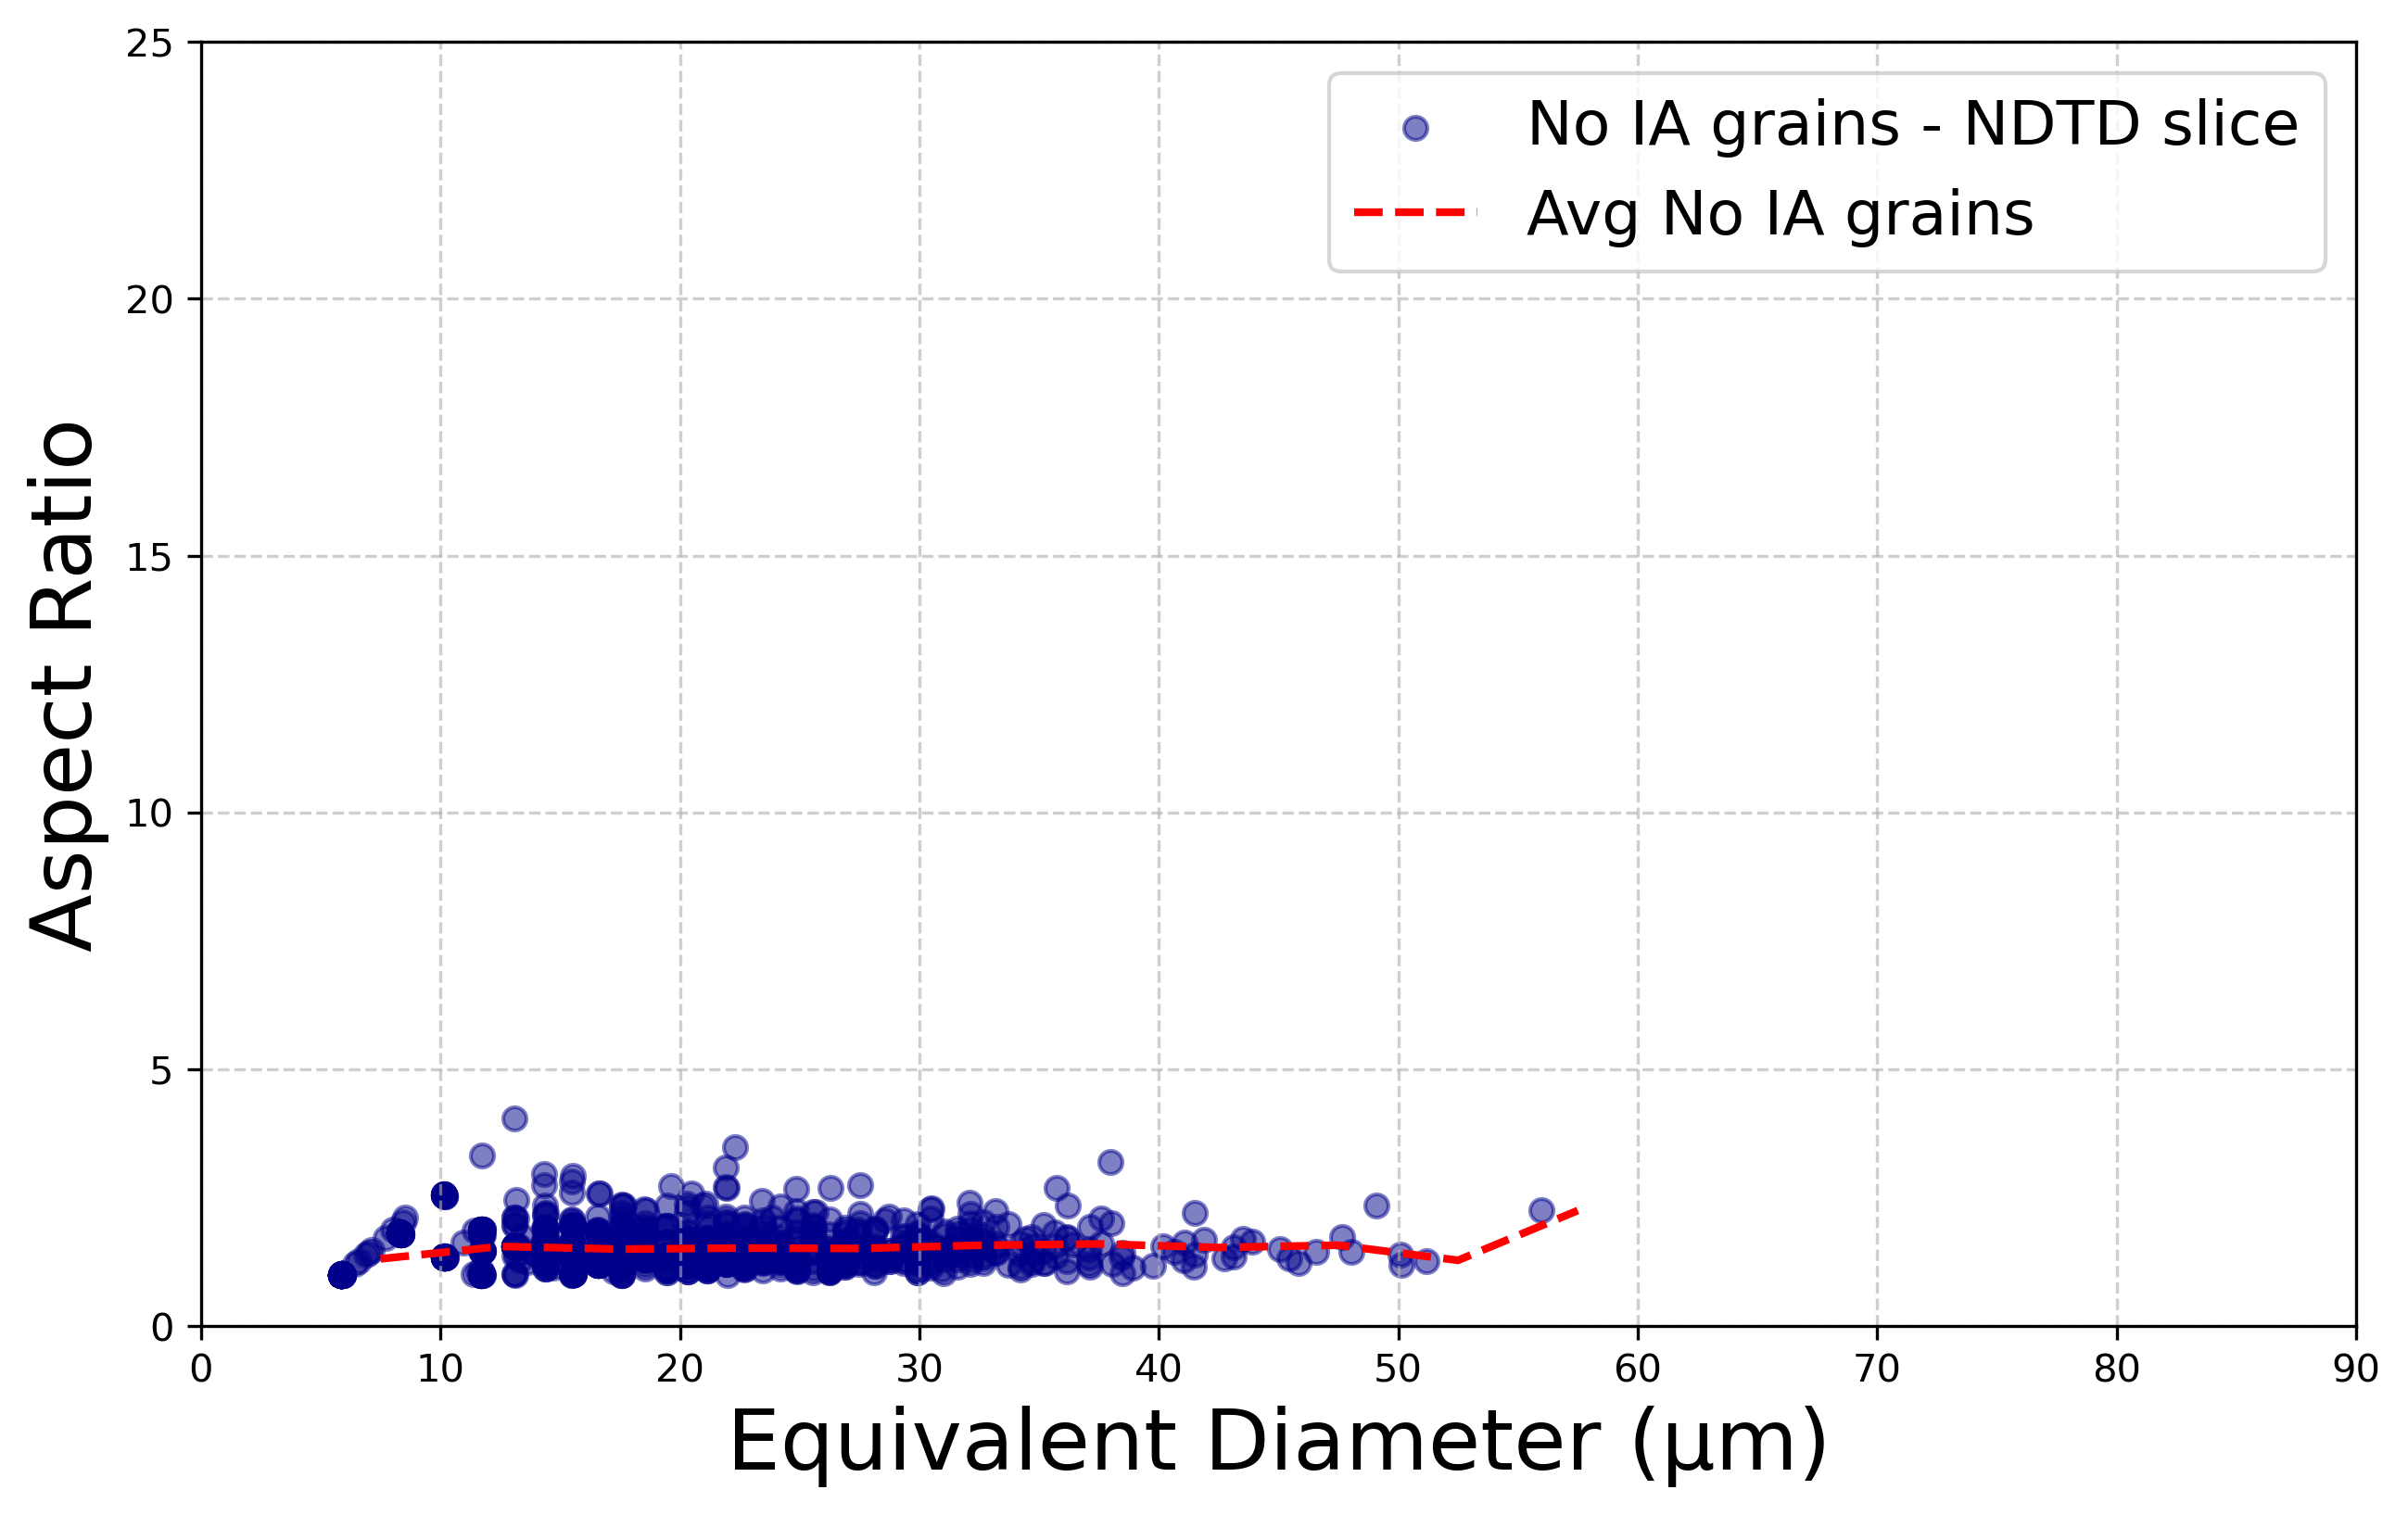 25
20
15
10
5
0
Aspect Ratio
No IA grains - NDTD slice
Avg No IA grains
0 10 20 30 40 50 60 70 80 90
Equivalent Diameter (μm)